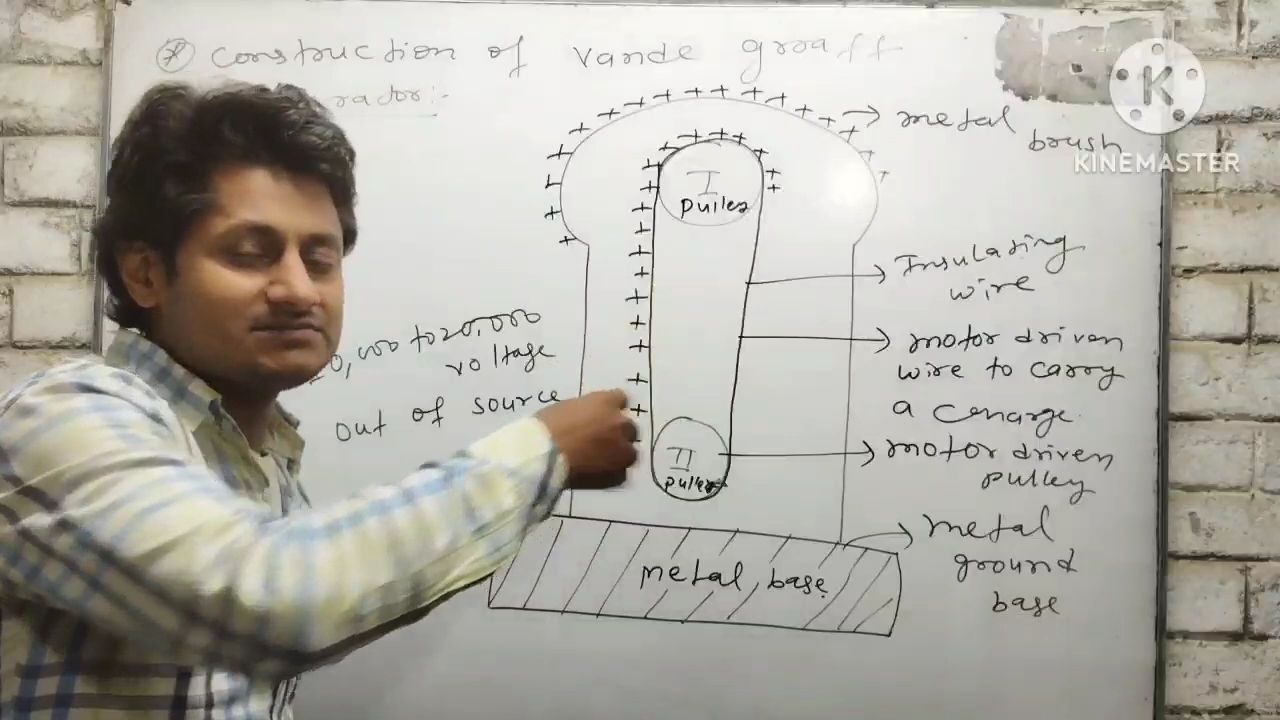 * Construction of vande graaff
rator:-
metal
brush
K
KINEMASTER
I
pulley
Insulating
wire
0,000 to 20,000
voltage
out of source
motor driven
wire to carry
a charge.
motor driven
pulley
II
pulley
metal
ground
base
metal base